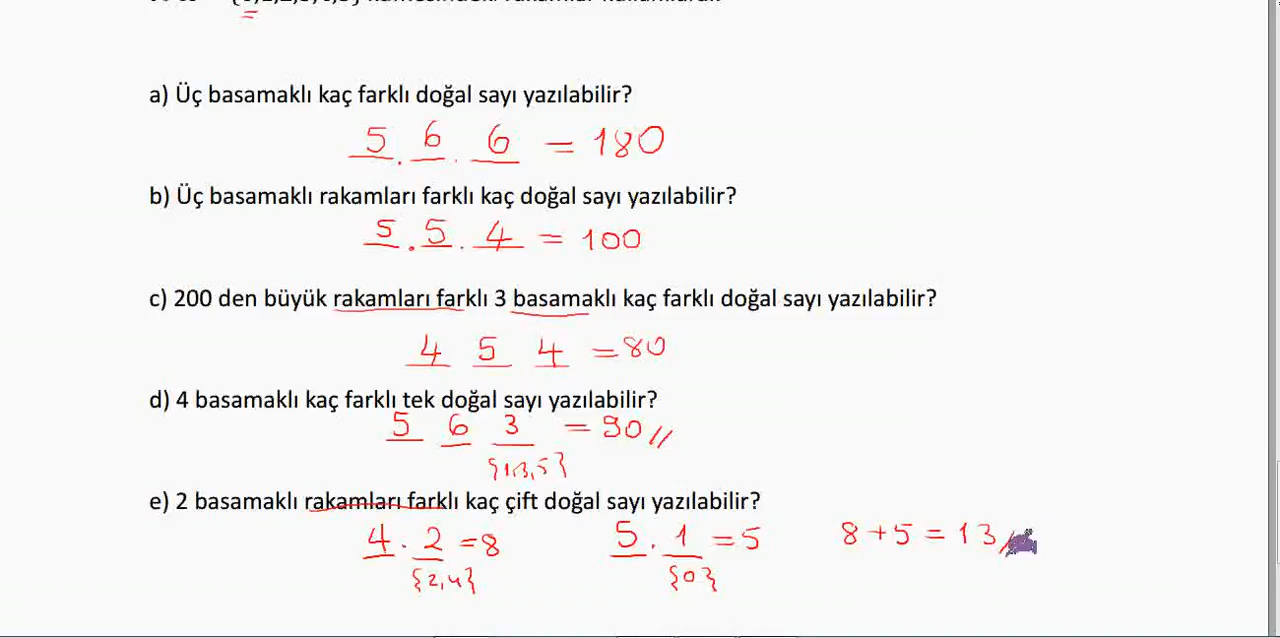 a) Üç basamaklı kaç farklı doğal sayı yazılabilir?
5 . 6 . 6 = 180
b) Üç basamaklı rakamları farklı kaç doğal sayı yazılabilir?
5 . 5 . 4 = 100
c) 200 den büyük rakamları farklı 3 basamaklı kaç farklı doğal sayı yazılabilir?
4 5 4 = 80
d) 4 basamaklı kaç farklı tek doğal sayı yazılabilir?
5 6 3 = 90 //
{1,3,5}
e) 2 basamaklı rakamları farklı kaç çift doğal sayı yazılabilir?
4 . 2 = 8 5 . 1 = 5 8 + 5 = 13
{2,4} {0}